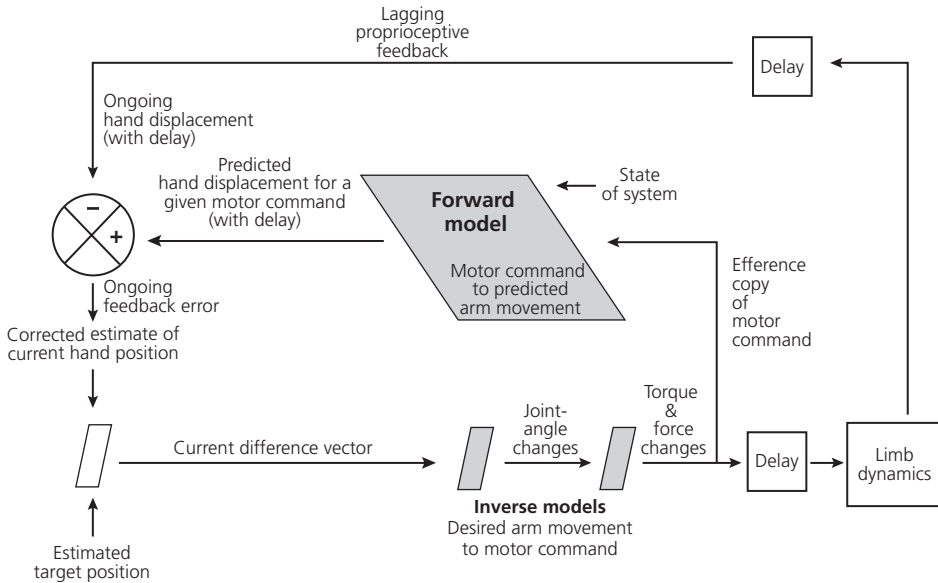 Lagging
proprioceptive
feedback
Delay
Ongoing
hand displacement
(with delay)
Predicted
hand displacement for a
given motor command
(with delay)
State
of system
Forward
model
Motor command
to predicted
arm movement
−
+
Efference
copy
of
motor
command
Ongoing
feedback error
Corrected estimate of
current hand position
Current difference vector
Joint-
angle
changes
Torque
&
force
changes
Delay
Limb
dynamics
Inverse models
Desired arm movement
to motor command
Estimated
target position